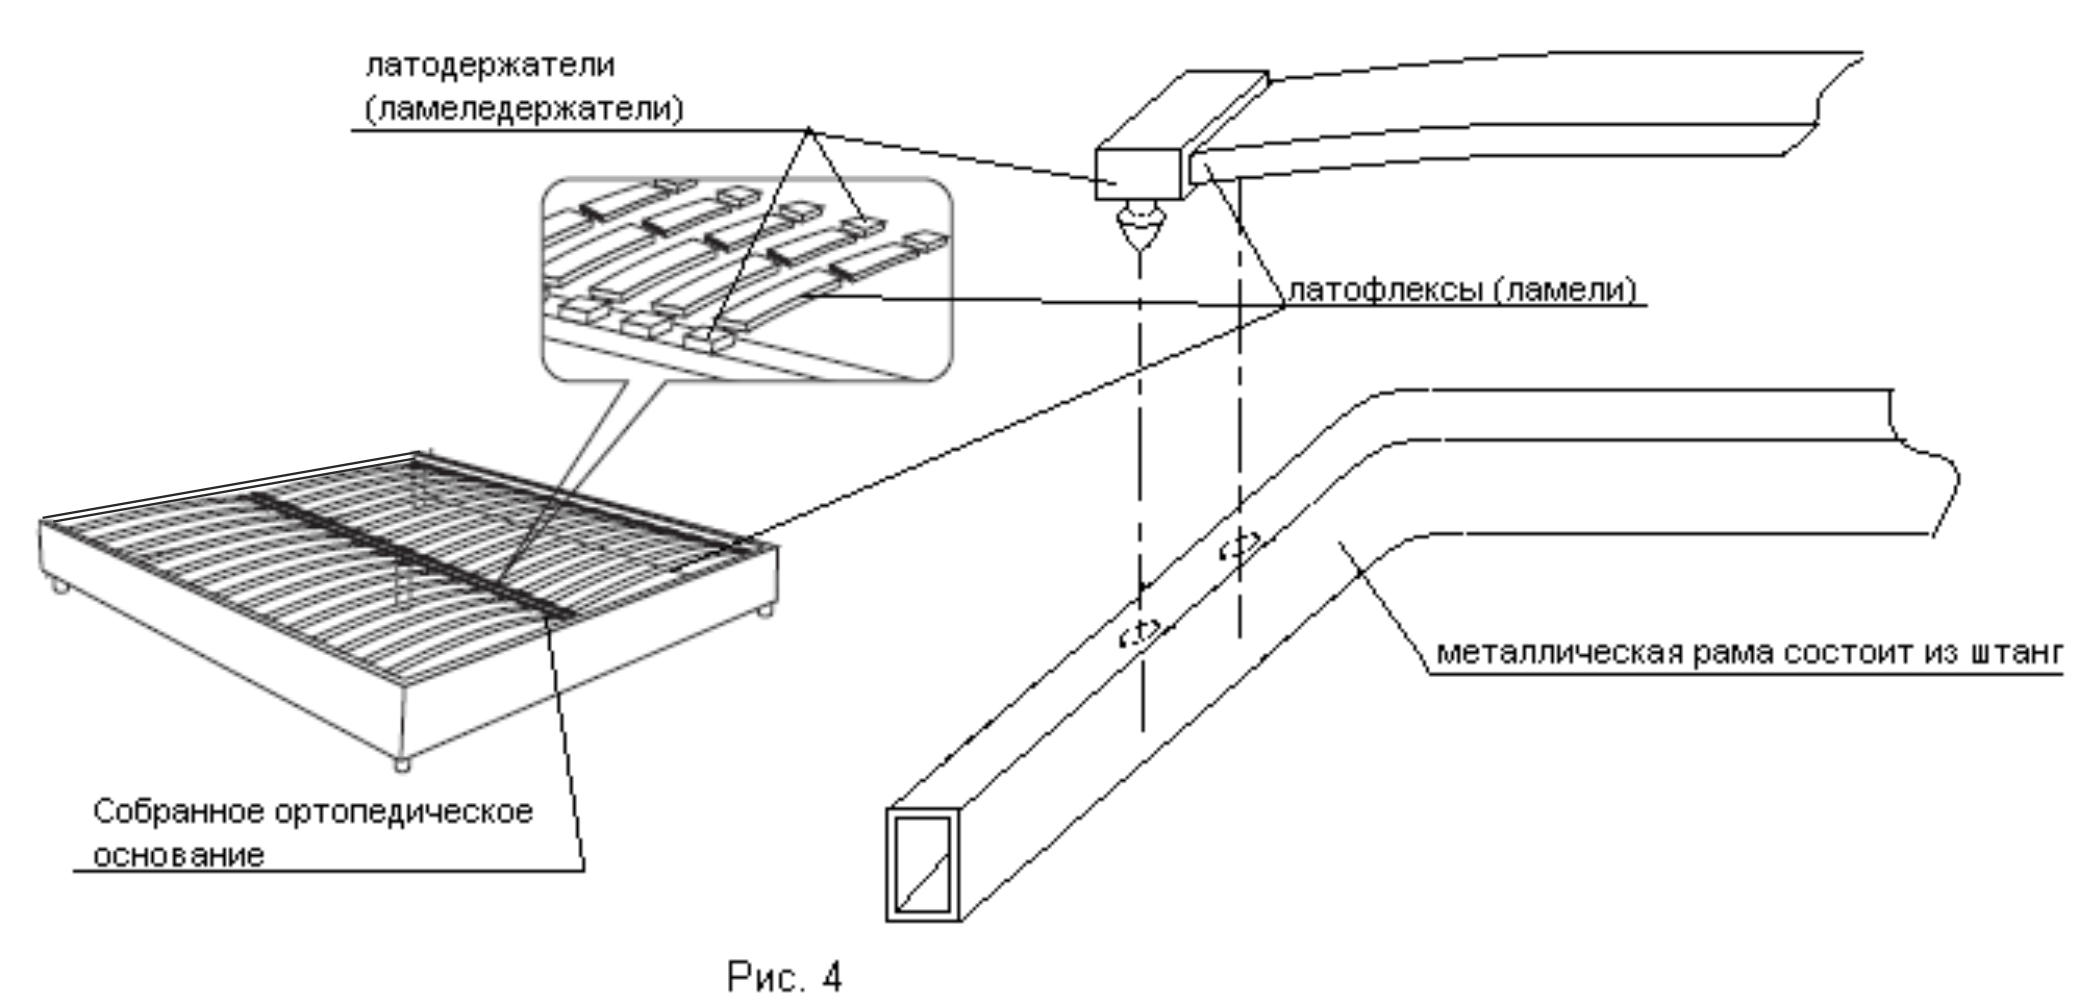 латодержатели
(ламеледержатели)
латофлексы (ламели)
металлическая рама состоит из штанг
Собранное ортопедическое
основание
Рис. 4